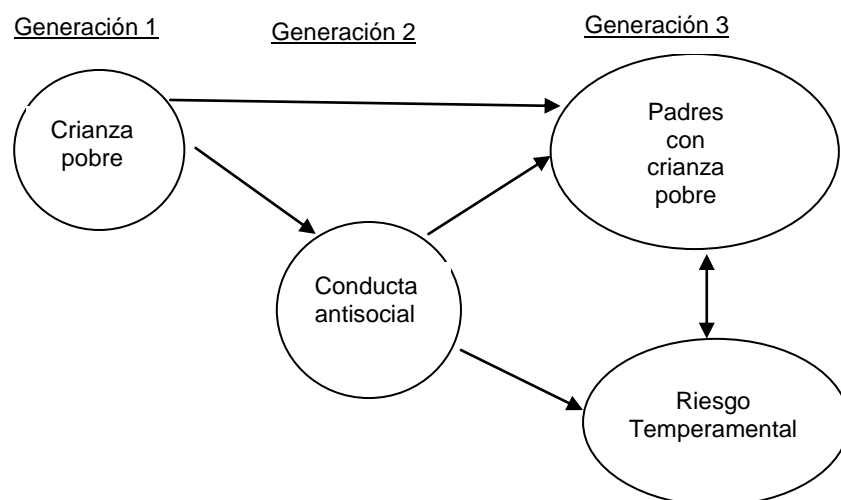 Generación 1
Generación 2
Generación 3
Crianza
pobre
Padres
con
crianza
pobre
Conducta
antisocial
Riesgo
Temperamental